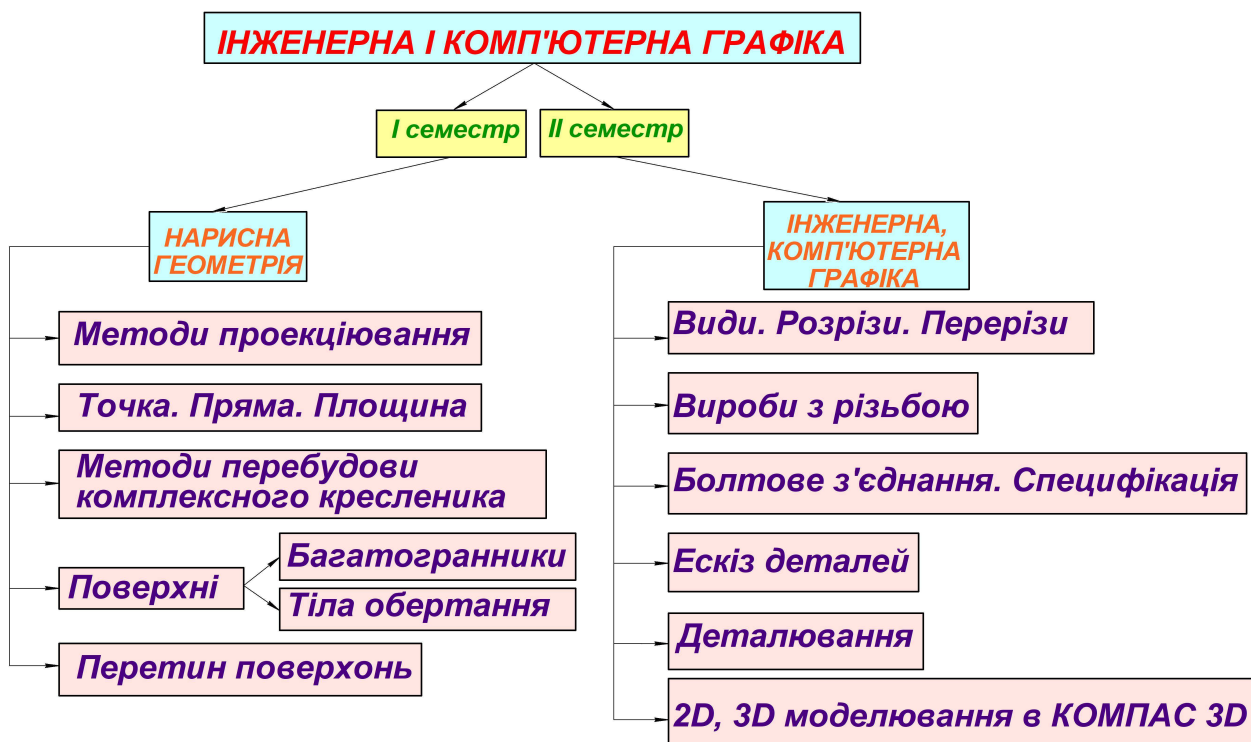 ІНЖЕНЕРНА І КОМП'ЮТЕРНА ГРАФІКА
І семестр
ІІ семестр
НАРИСНА
ГЕОМЕТРІЯ
Методи проекціювання
Точка. Пряма. Площина
Методи перебудови
комплексного кресленика
Поверхні
Багатогранники
Тіла обертання
Перетин поверхонь
ІНЖЕНЕРНА,
КОМП'ЮТЕРНА
ГРАФІКА
Види. Розрізи. Перерізи
Вироби з різьбою
Болтове з'єднання. Специфікація
Ескіз деталей
Деталювання
2D, 3D моделювання в КОМПАС 3D